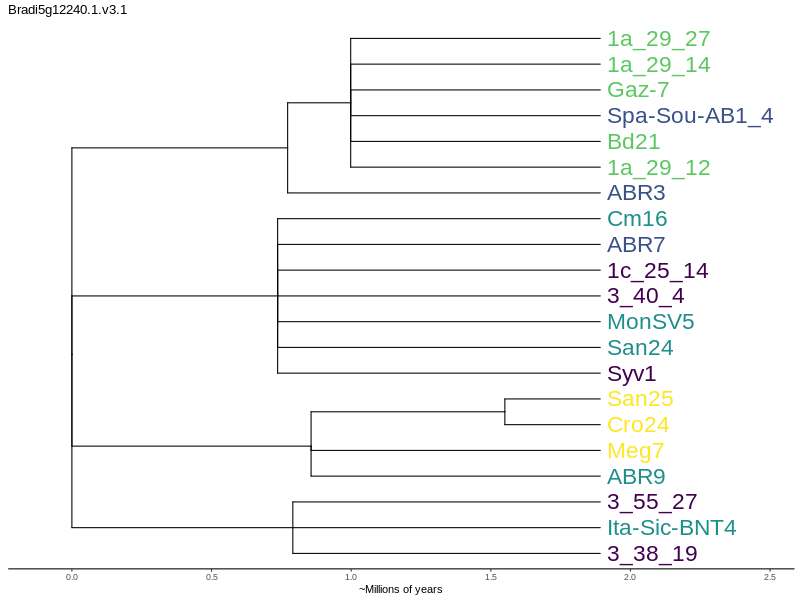 Bradi5g12240.1.v3.1
1a_29_27
1a_29_14
Gaz-7
Spa-Sou-AB1_4
Bd21
1a_29_12
ABR3
Cm16
ABR7
1c_25_14
3_40_4
MonSV5
San24
Syv1
San25
Cro24
Meg7
ABR9
3_55_27
Ita-Sic-BNT4
3_38_19
0.0 0.5 1.0 1.5 2.0 2.5
~Millions of years